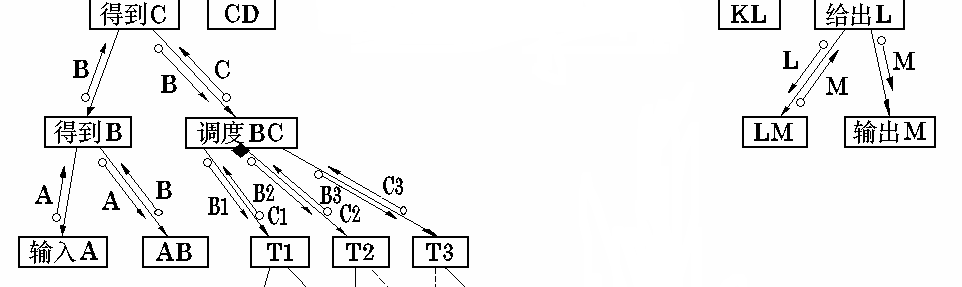 得到C CD KL 给出L
B B C L M M
得到B 调度BC LM 输出M
A A B B1 B2 C1 B3 C2 C3
输入A AB T1 T2 T3